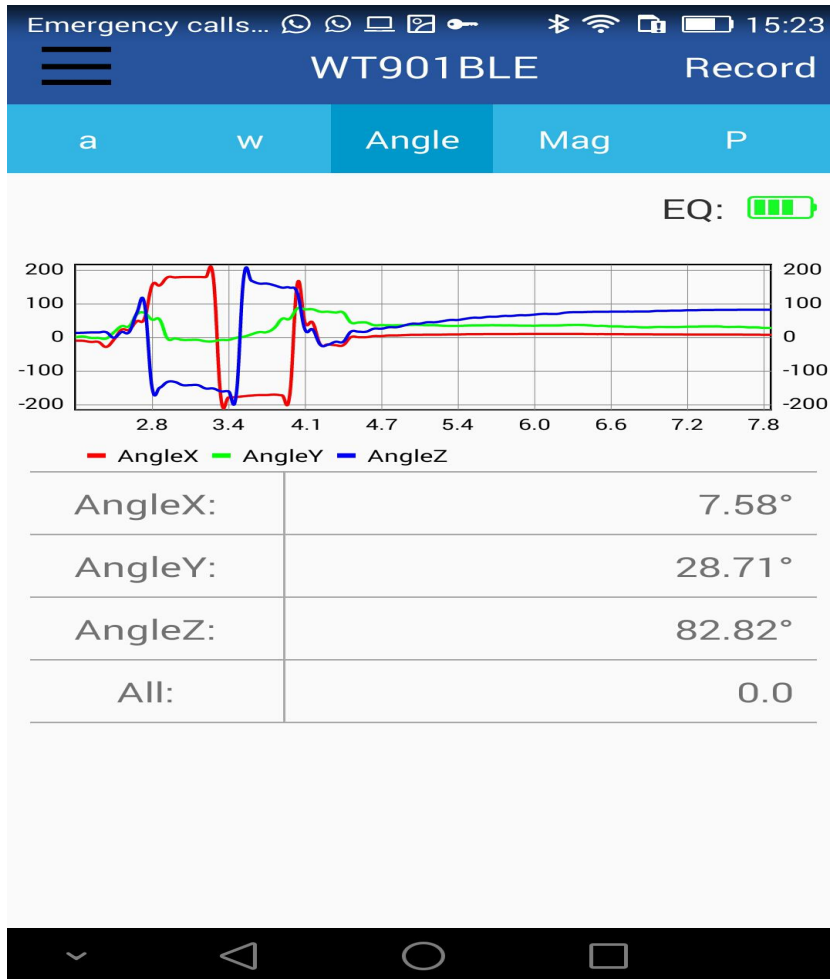 Emergency calls... 15:23
WT901BLE Record
a w Angle Mag P
EQ:
200 200
100 100
0 0
-100 -100
-200 -200
2.8 3.4 4.1 4.7 5.4 6.0 6.6 7.2 7.8
AngleX AngleY AngleZ
AngleX: 7.58°
AngleY: 28.71°
AngleZ: 82.82°
All: 0.0